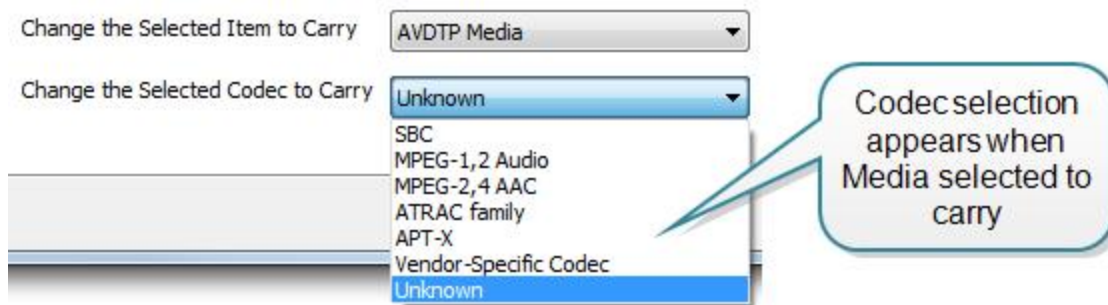 Change the Selected Item to Carry
AVDTP Media
Change the Selected Codec to Carry
Unknown
SBC
MPEG-1,2 Audio
MPEG-2,4 AAC
ATRAC family
APT-X
Vendor-Specific Codec
Unknown
Codec selection
appears when
Media selected to
carry